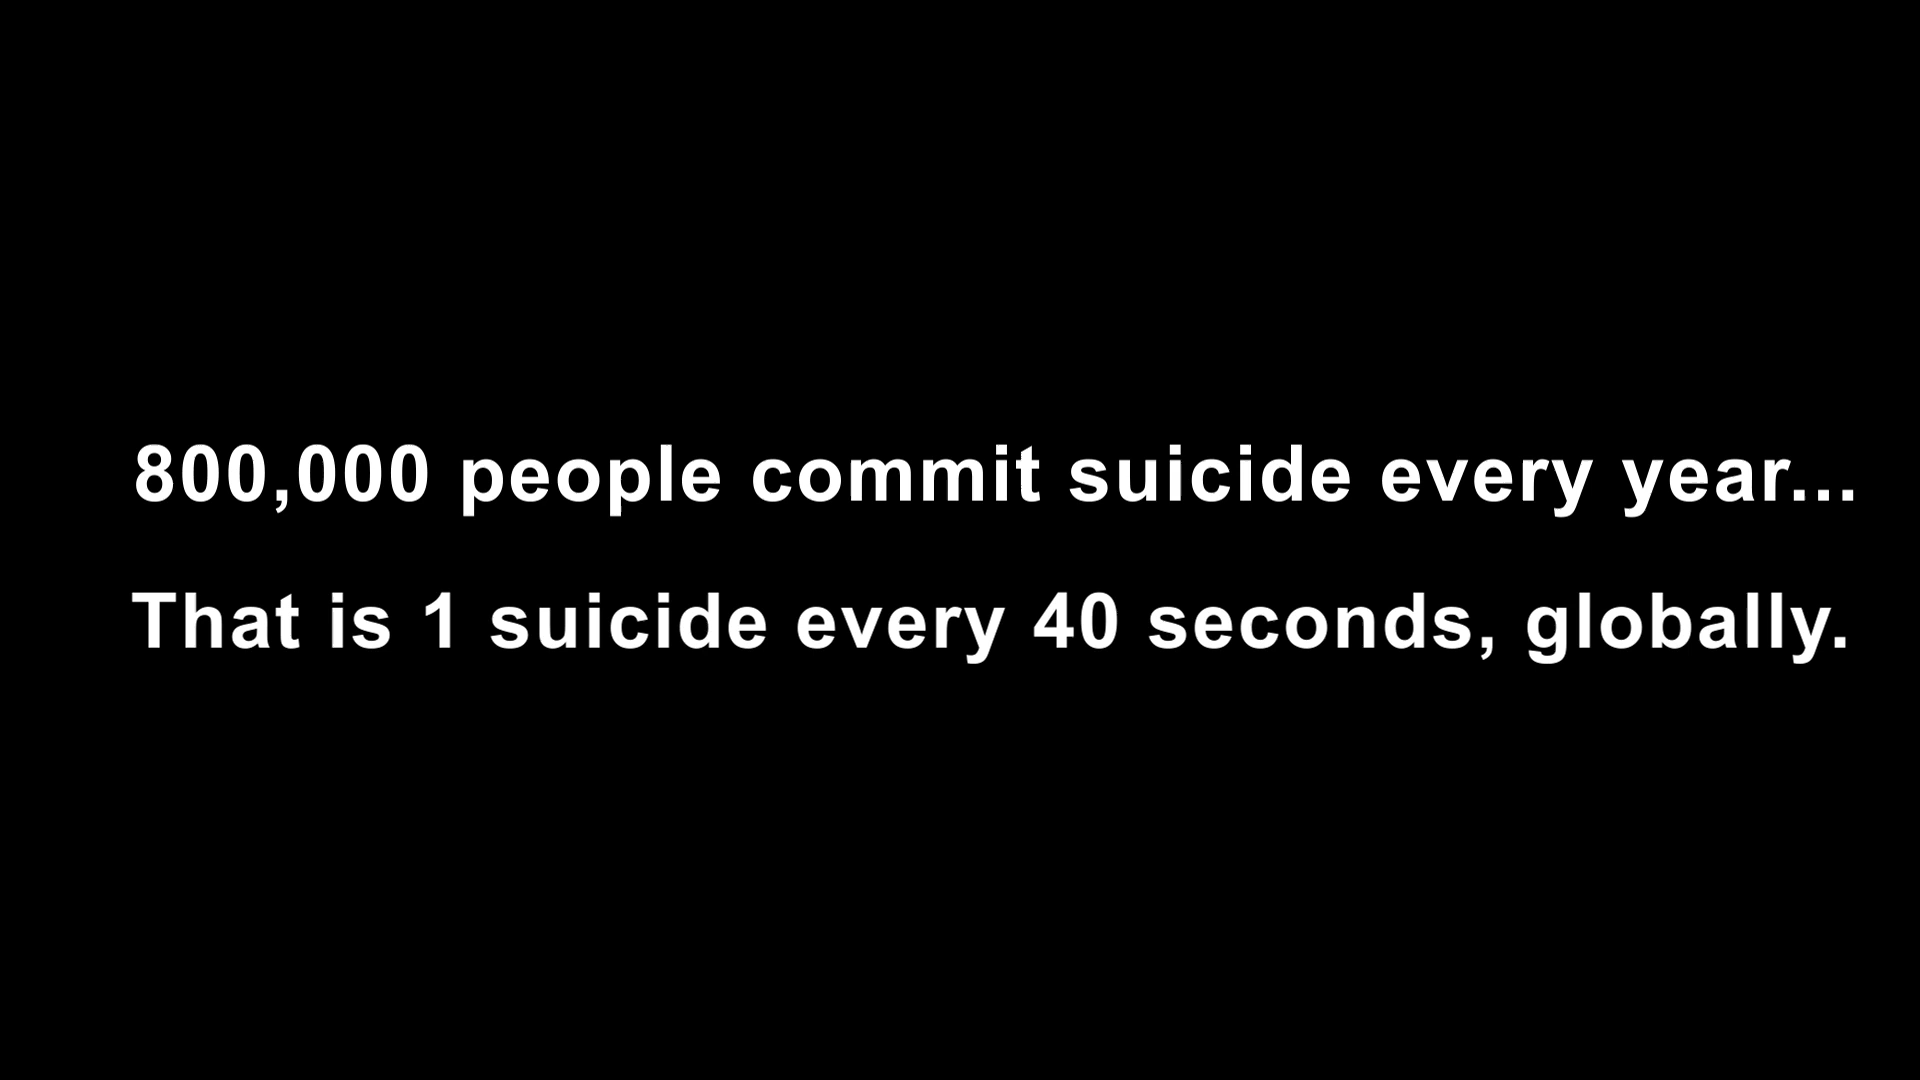 800,000 people commit suicide every year...
That is 1 suicide every 40 seconds, globally.